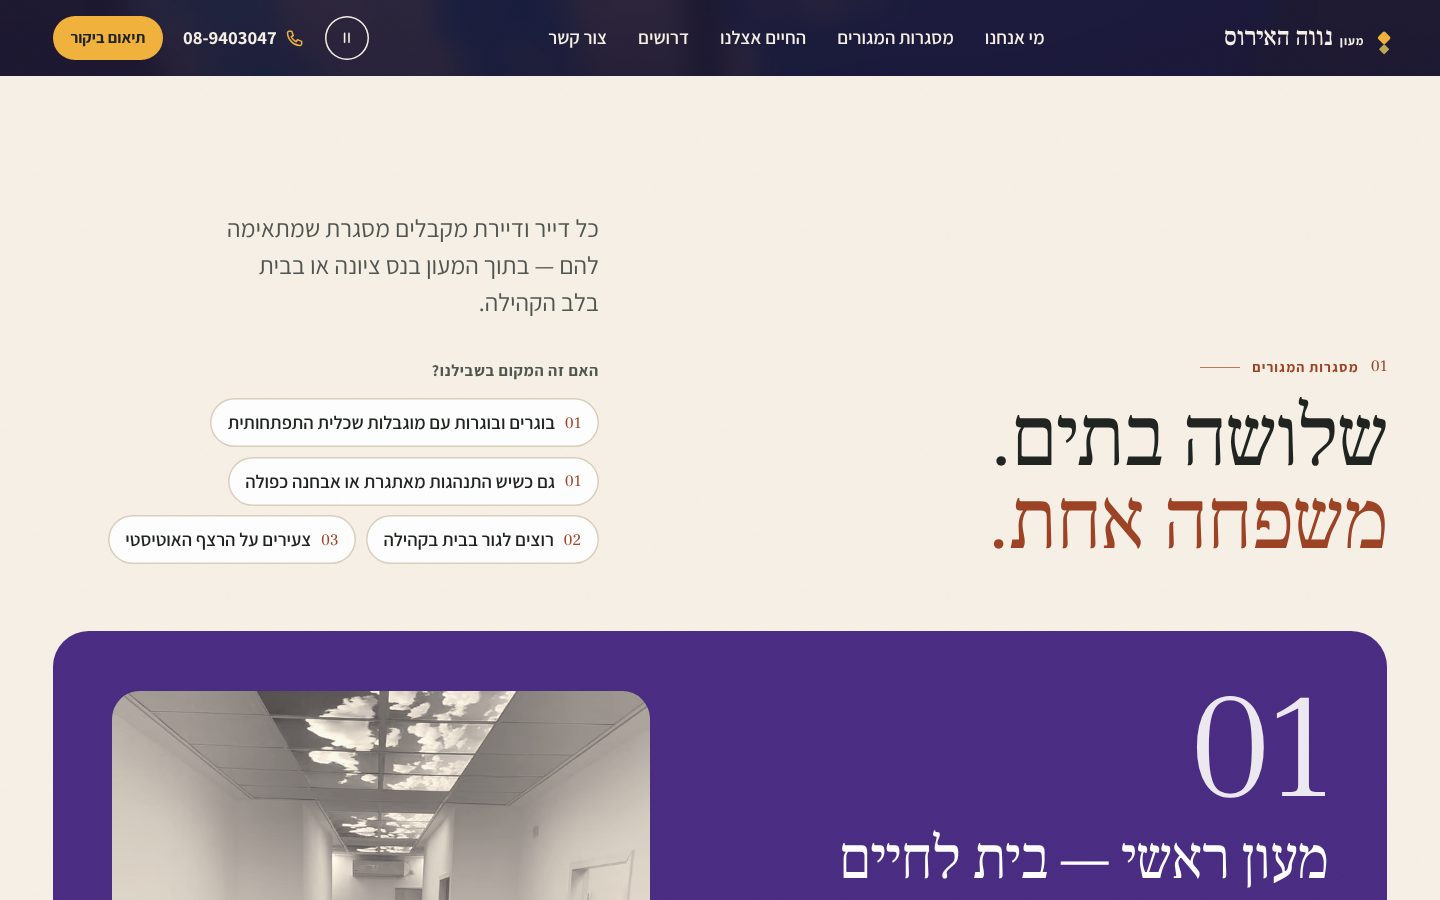 מעון נווה האירוס
מי אנחנו
מסגרות המגורים
החיים אצלנו
דרושים
צור קשר
08-9403047
תיאום ביקור
01 מסגרות המגורים
שלושה בתים.
משפחה אחת.
כל דייר ודיירת מקבלים מסגרת שמתאימה
להם — בתוך המעון בנס ציונה או בבית
בלב הקהילה.
האם זה המקום בשבילנו?
01 בוגרים ובוגרות עם מוגבלות שכלית התפתחותית
01 גם כשיש התנהגות מאתגרת או אבחנה כפולה
02 רוצים לגור בבית בקהילה
03 צעירים על הרצף האוטיסטי
01
מעון ראשי — בית לחיים